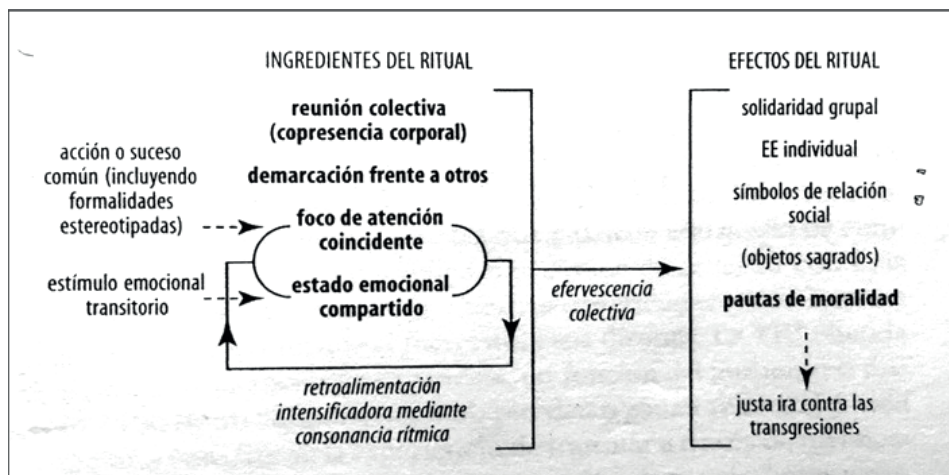 INGREDIENTES DEL RITUAL
reunión colectiva
(copresencia corporal)
demarcación frente a otros
acción o suceso
común (incluyendo
formalidades
estereotipadas)
foco de atención
coincidente
estímulo emocional
transitorio
estado emocional
compartido
retroalimentación
intensificadora mediante
consonancia rítmica
efervescencia
colectiva
EFECTOS DEL RITUAL
solidaridad grupal
EE individual
símbolos de relación
social
(objetos sagrados)
pautas de moralidad
justa ira contra las
transgresiones